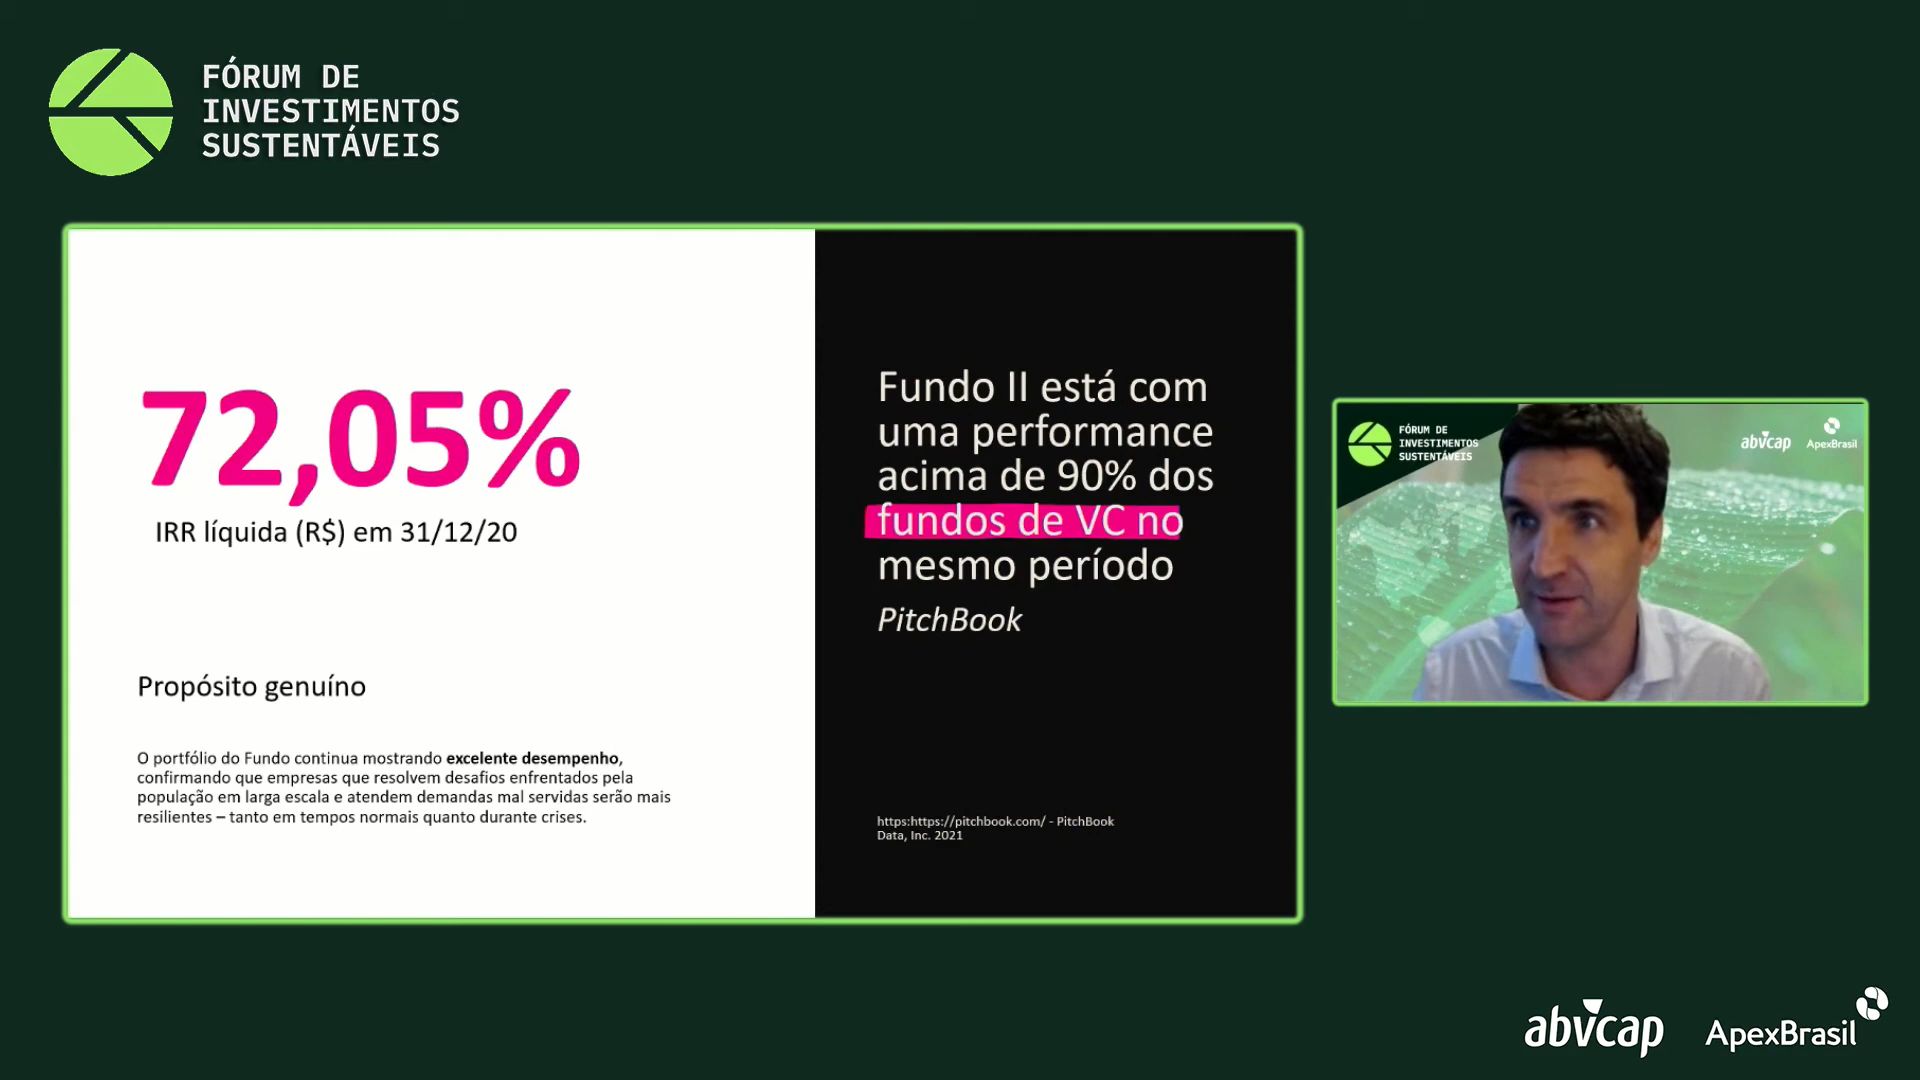 FÓRUM DE
INVESTIMENTOS
SUSTENTÁVEIS
72,05%
IRR líquida (R$) em 31/12/20
Propósito genuíno
O portfólio do Fundo continua mostrando excelente desempenho,
confirmando que empresas que resolvem desafios enfrentados pela
população em larga escala e atendem demandas mal servidas serão mais
resilientes – tanto em tempos normais quanto durante crises.
Fundo II está com
uma performance
acima de 90% dos
fundos de VC no
mesmo período
PitchBook
https:https://pitchbook.com/ - PitchBook
Data, Inc. 2021
FÓRUM DE
INVESTIMENTOS
SUSTENTÁVEIS
abvcap
ApexBrasil
abvcap
ApexBrasil